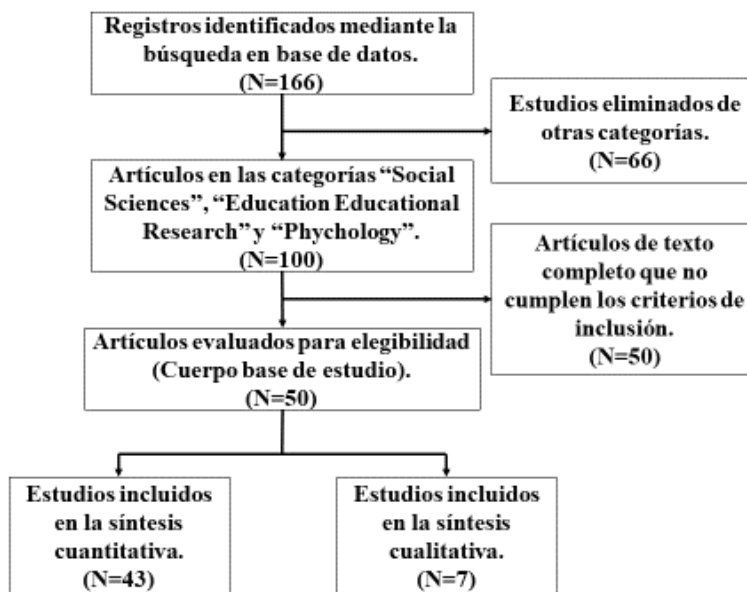 Registros identificados mediante la
búsqueda en base de datos.
(N=166)
Estudios eliminados de
otras categorías.
(N=66)
Artículos en las categorías “Social
Sciences”, “Education Educational
Research” y “Phychology”.
(N=100)
Artículos de texto
completo que no
cumplen los criterios de
inclusión.
(N=50)
Artículos evaluados para elegibilidad
(Cuerpo base de estudio).
(N=50)
Estudios incluidos
en la síntesis
cuantitativa.
(N=43)
Estudios incluidos
en la síntesis
cualitativa.
(N=7)